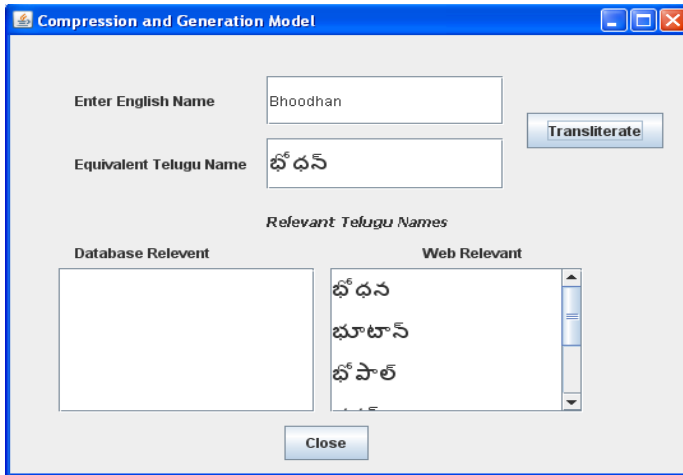 Compression and Generation Model
Enter English Name
Bhoodhan
Transliterate
Equivalent Telugu Name
భోధన్
Relevant Telugu Names
Database Relevent
Web Relevant
భోధన
భూటాన్
భోపాల్
Close